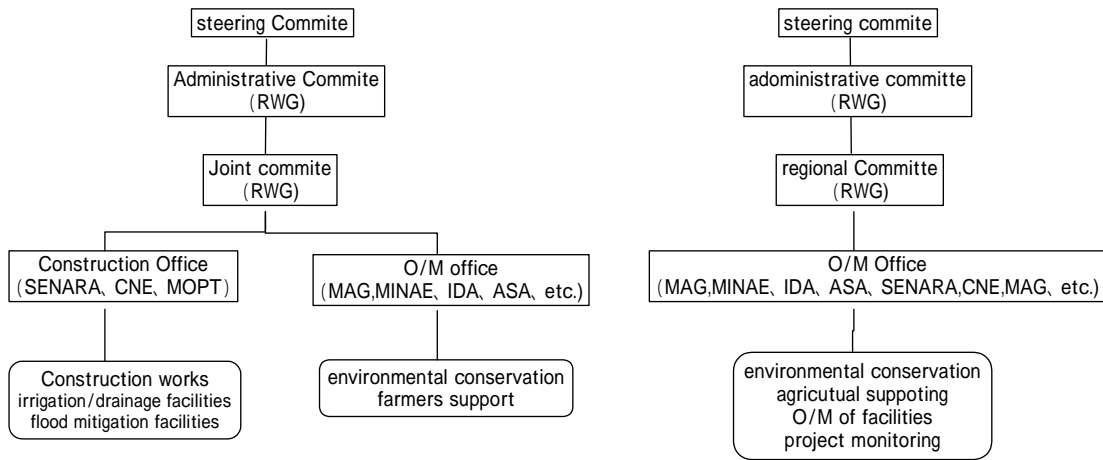 steering Commite
Administrative Commite
(RWG)
Joint commite
(RWG)
Construction Office
(SENARA、CNE、MOPT)
O/M office
(MAG,MINAE、IDA、ASA、etc.)
Construction works
irrigation/drainage facilities
flood mitigation facilities
environmental conservation
farmers support
steering commite
adoministrative committe
(RWG)
regional Committe
(RWG)
O/M Office
(MAG,MINAE、IDA、ASA、SENARA,CNE,MAG、etc.)
environmental conservation
agricutual suppoting
O/M of facilities
project monitoring